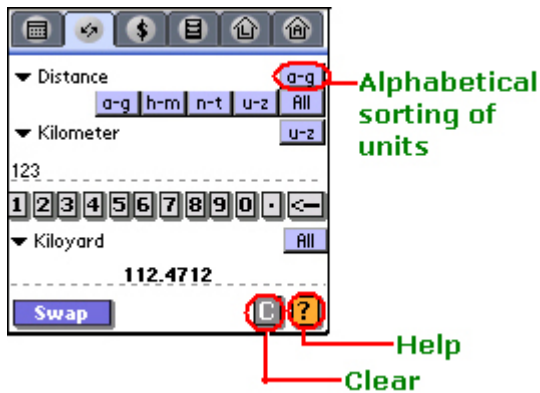 $
▼ Distance a-g
a-g h-m n-t u-z All
▼ Kilometer u-z
123
1 2 3 4 5 6 7 8 9 0 . <—
▼ Kiloyard All
112.4712
Swap C ?
Alphabetical
sorting of
units
Help
Clear